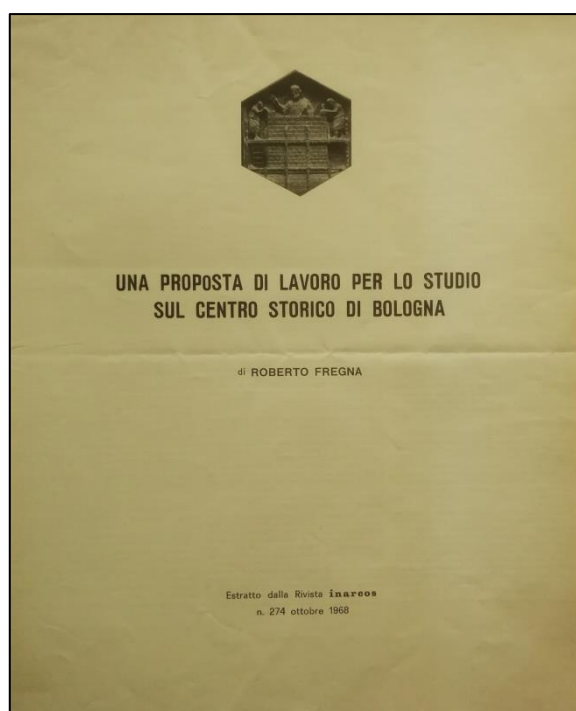 UNA PROPOSTA DI LAVORO PER LO STUDIO
SUL CENTRO STORICO DI BOLOGNA
di ROBERTO FREGNA
Estratto dalla Rivista inarcos
n. 274 ottobre 1968